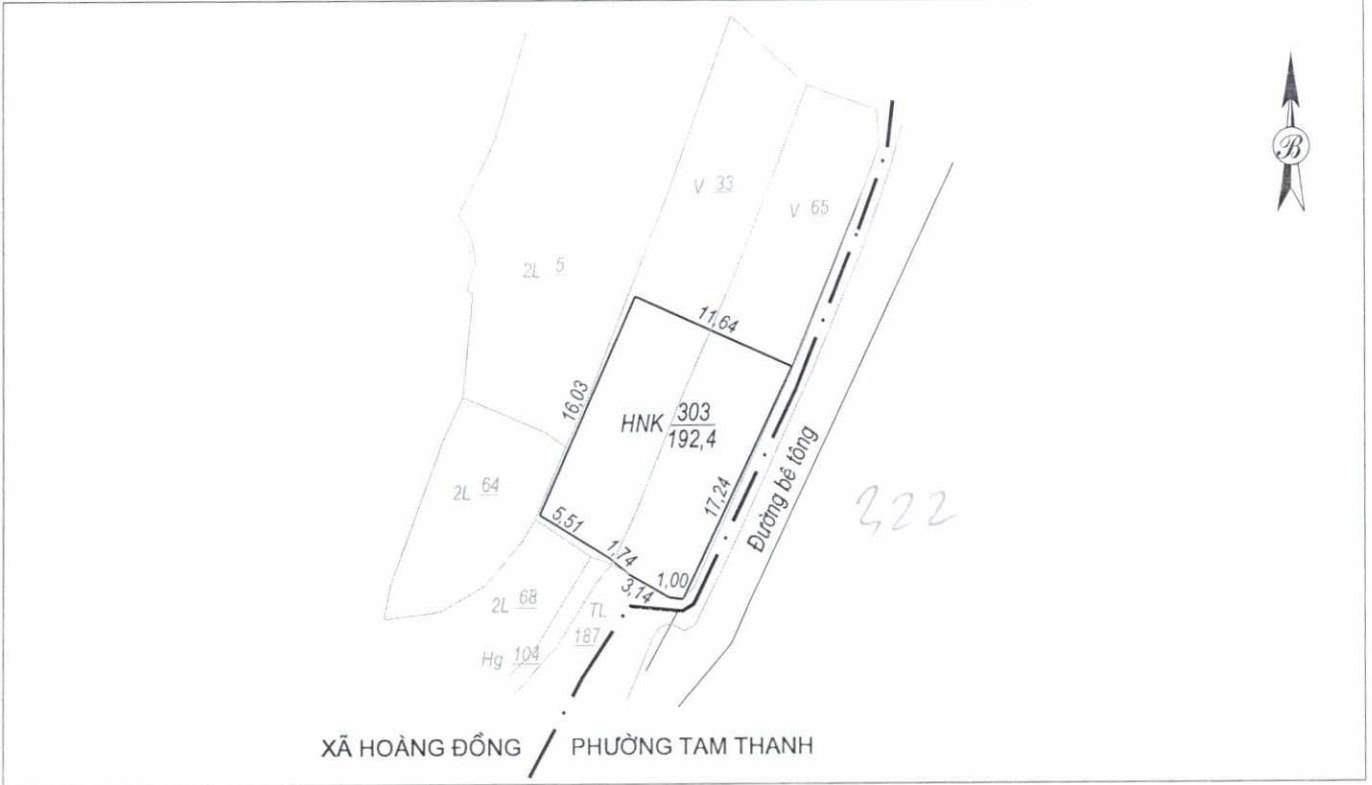 B
V 33
V 65
2L 5
11,64
16,03
HNK 303
192,4
2L 64
17,24
Đường bê tông
5,51
1,74
3,14
1,00
2L 68
TL
187
Hg 104
XÃ HOÀNG ĐỒNG / PHƯỜNG TAM THANH